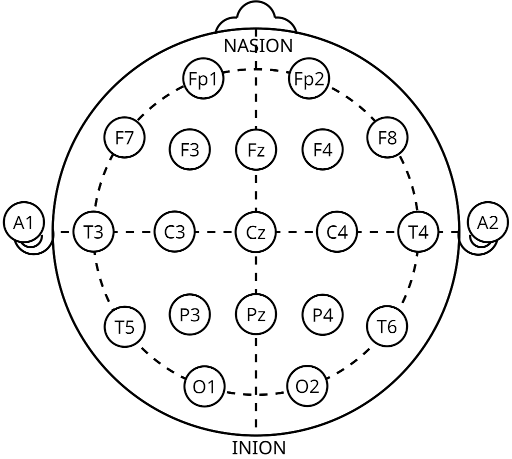 NASION
Fp1 Fp2
F7 F3 Fz F4 F8
A1 T3 C3 Cz C4 T4 A2
T5 P3 Pz P4 T6
O1 O2
INION